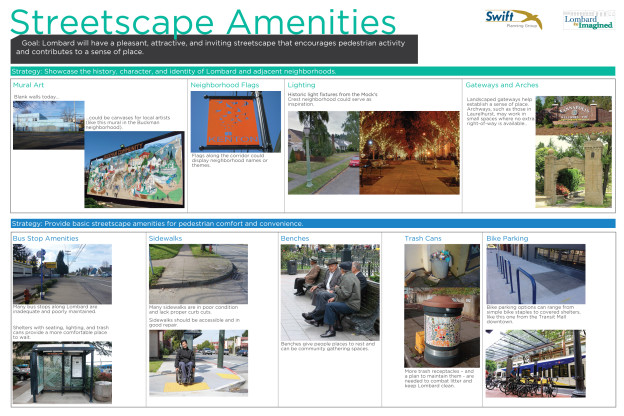 Streetscape Amenities
Swift
Planning Group
Lombard
re Imagined
Goal: Lombard will have a pleasant, attractive, and inviting streetscape that encourages pedestrian activity
and contributes to a sense of place.
Strategy: Showcase the history, character, and identity of Lombard and adjacent neighborhoods.
Mural Art
Blank walls today...
...could be canvases for local artists
(like this mural in the Buckman
neighborhood).
Neighborhood Flags
Flags along the corridor could
display neighborhood names or
themes.
Lighting
Historic light fixtures from the Mock's
Crest neighborhood could serve as
inspiration.
Gateways and Arches
Landscaped gateways help
establish a sense of place.
Archways, such as those in
Laurelhurst, may work in
small spaces where no extra
right-of-way is available.
Strategy: Provide basic streetscape amenities for pedestrian comfort and convenience.
Bus Stop Amenities
Many bus stops along Lombard are
inadequate and poorly maintained.
Shelters with seating, lighting, and trash
cans provide a more comfortable place
to wait.
Sidewalks
Many sidewalks are in poor condition
and lack proper curb cuts.
Sidewalks should be accessible and in
good repair.
Benches
Benches give people places to rest and
can be community gathering spaces.
Trash Cans
More trash receptacles - and
a plan to maintain them - are
needed to combat litter and
keep Lombard clean.
Bike Parking
Bike parking options can range from
simple bike staples to covered shelters,
like this one from the Transit Mall
downtown.